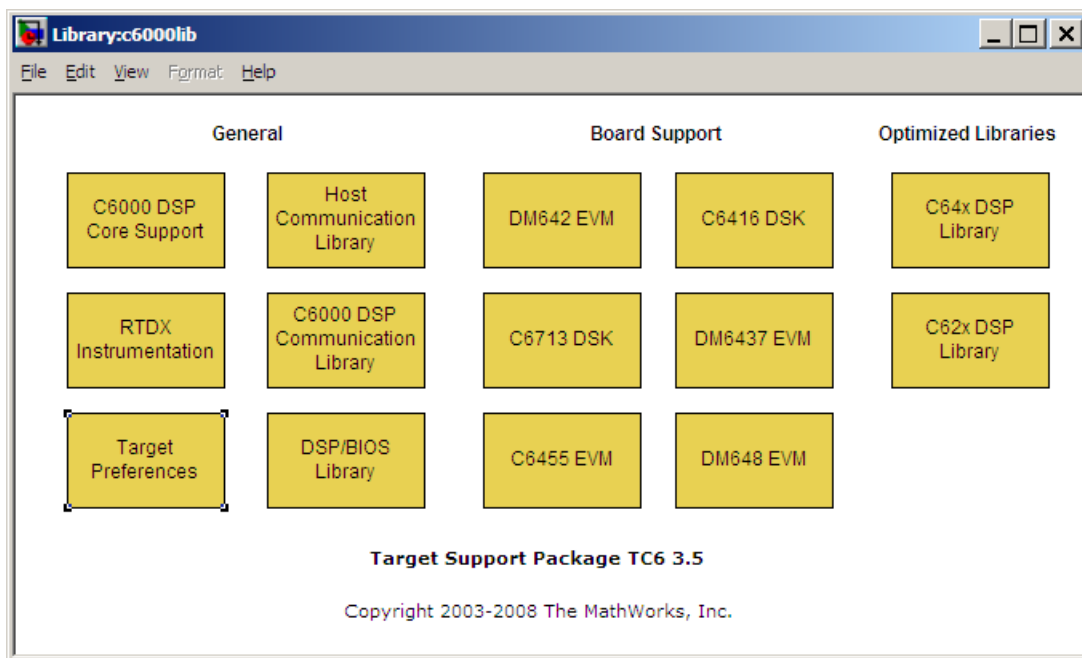 Library:c6000lib
File Edit View Format Help
General Board Support Optimized Libraries
C6000 DSP
Core Support
Host
Communication
Library
DM642 EVM
C6416 DSK
C64x DSP
Library
RTDX
Instrumentation
C6000 DSP
Communication
Library
C6713 DSK
DM6437 EVM
C62x DSP
Library
Target
Preferences
DSP/BIOS
Library
C6455 EVM
DM648 EVM
Target Support Package TC6 3.5
Copyright 2003-2008 The MathWorks, Inc.